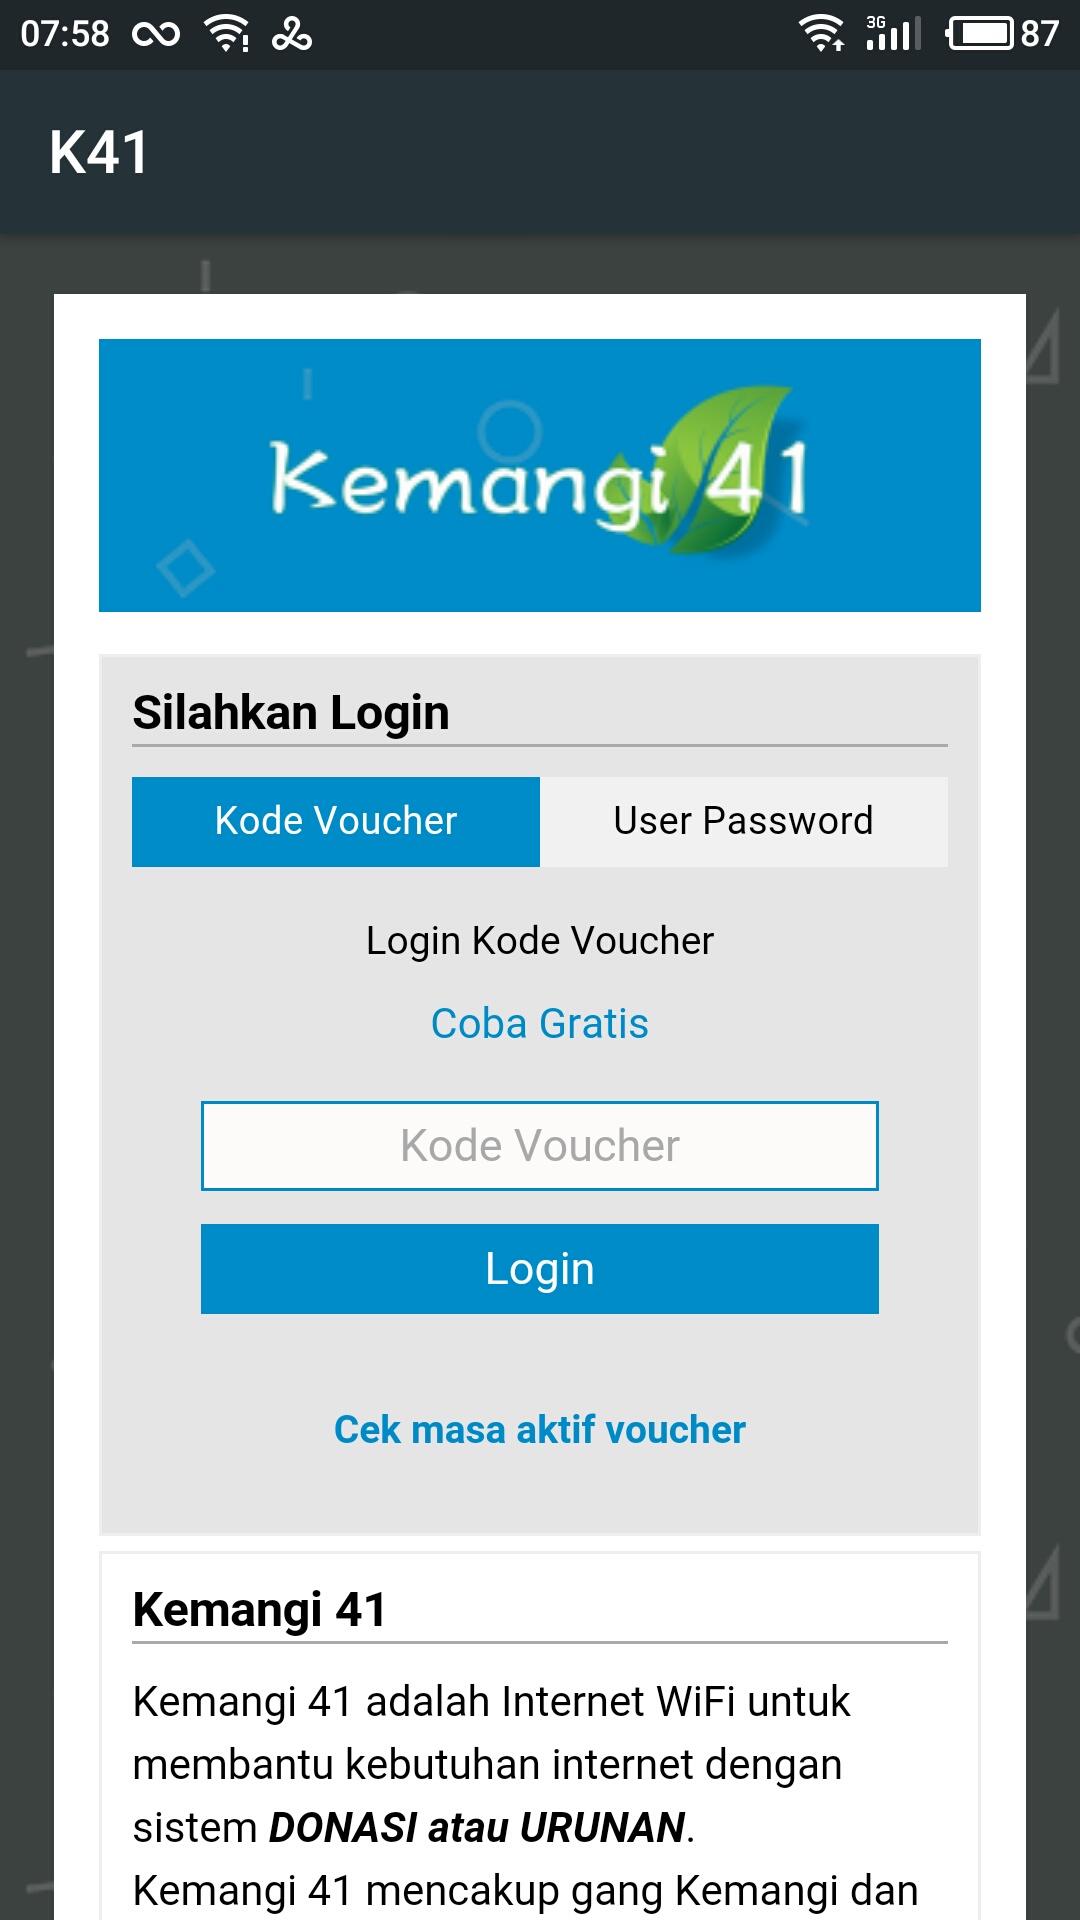 07:58
3G
87
K41
Kemangi 41
Silahkan Login
Kode Voucher
User Password
Login Kode Voucher
Coba Gratis
Kode Voucher
Login
Cek masa aktif voucher
Kemangi 41
Kemangi 41 adalah Internet WiFi untuk
membantu kebutuhan internet dengan
sistem DONASI atau URUNAN.
Kemangi 41 mencakup gang Kemangi dan